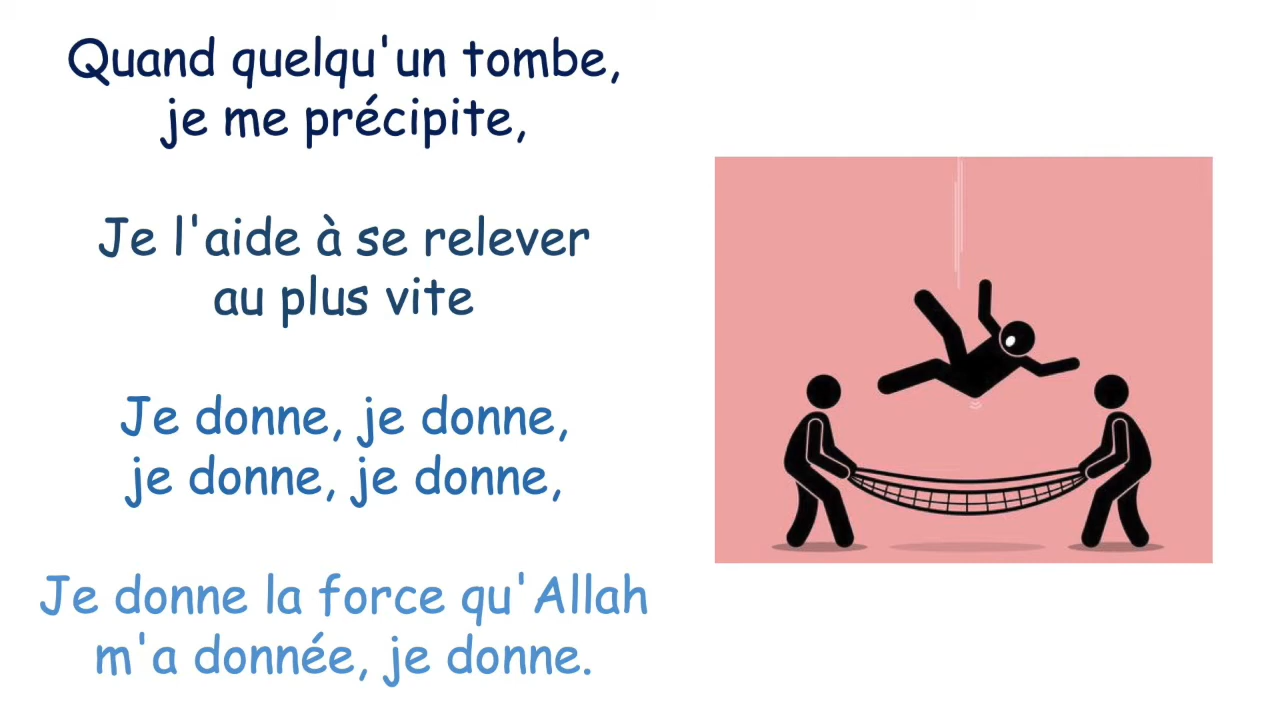 Quand quelqu'un tombe,
je me précipite,
Je l'aide à se relever
au plus vite
Je donne, je donne,
je donne, je donne,
Je donne la force qu'Allah
m'a donnée, je donne.